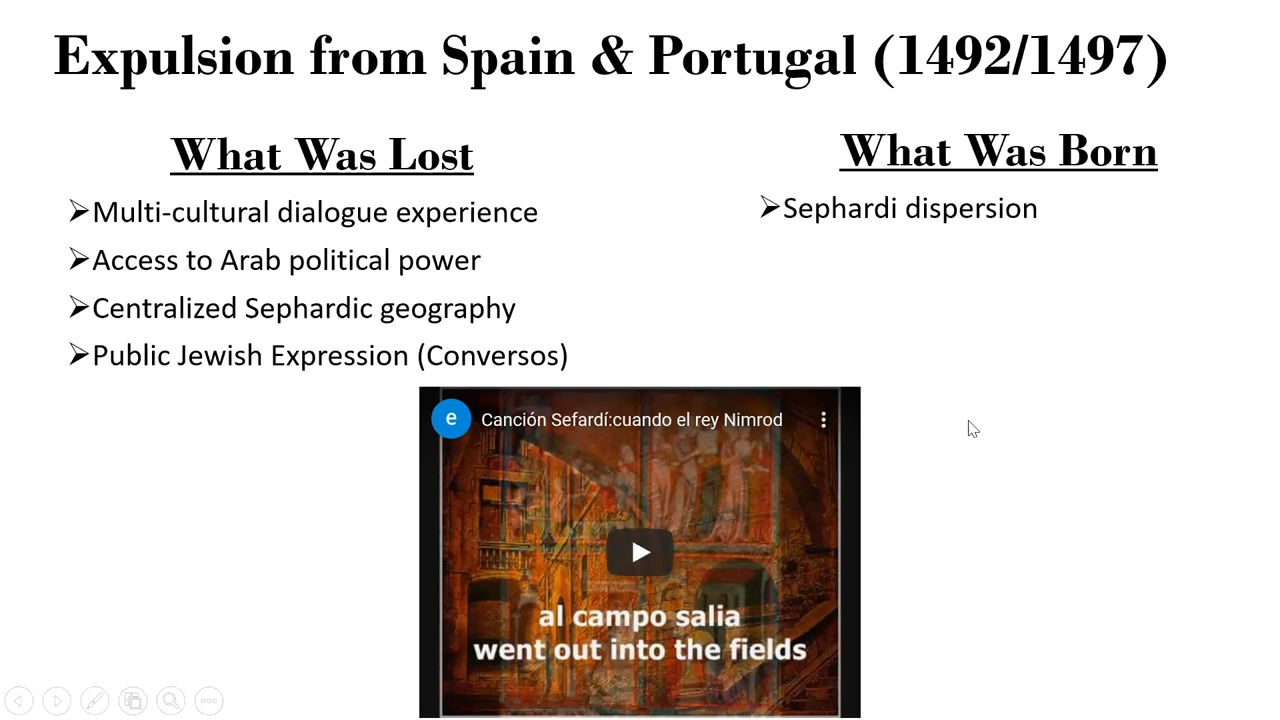 Expulsion from Spain & Portugal (1492/1497)
What Was Lost
Multi-cultural dialogue experience
Access to Arab political power
Centralized Sephardic geography
Public Jewish Expression (Conversos)
What Was Born
Sephardi dispersion
e
Canción Sefardí:cuando el rey Nimrod
al campo salia
went out into the fields